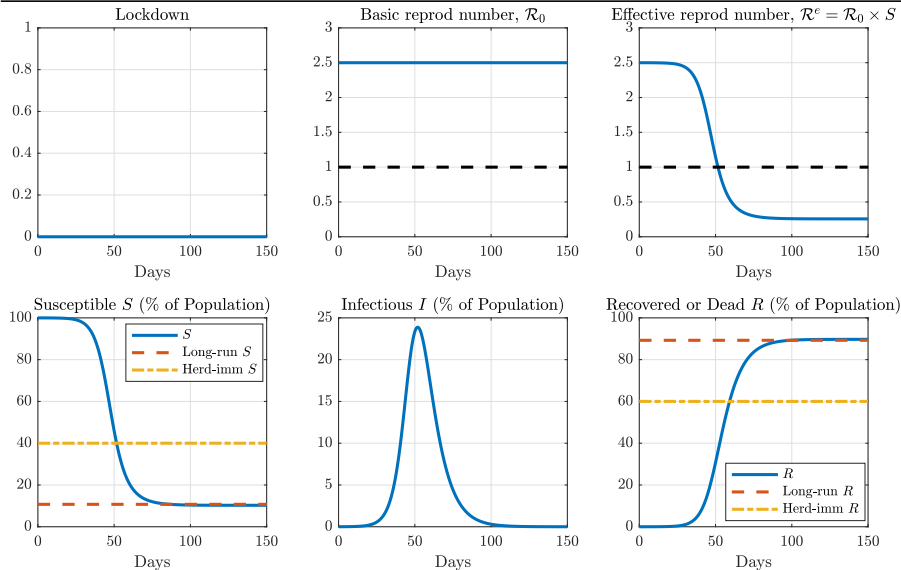 Lockdown
1
0.8
0.6
0.4
0.2
0
0 50 100 150
Days
Basic reprod number, R₀
3
2.5
2
1.5
1
0.5
0
0 50 100 150
Days
Effective reprod number, Rᵉ = R₀ × S
3
2.5
2
1.5
1
0.5
0
0 50 100 150
Days
Susceptible S (% of Population)
100
80
60
40
20
0
S
Long-run S
Herd-imm S
0 50 100 150
Days
Infectious I (% of Population)
25
20
15
10
5
0
0 50 100 150
Days
Recovered or Dead R (% of Population)
100
80
60
40
20
0
R
Long-run R
Herd-imm R
0 50 100 150
Days